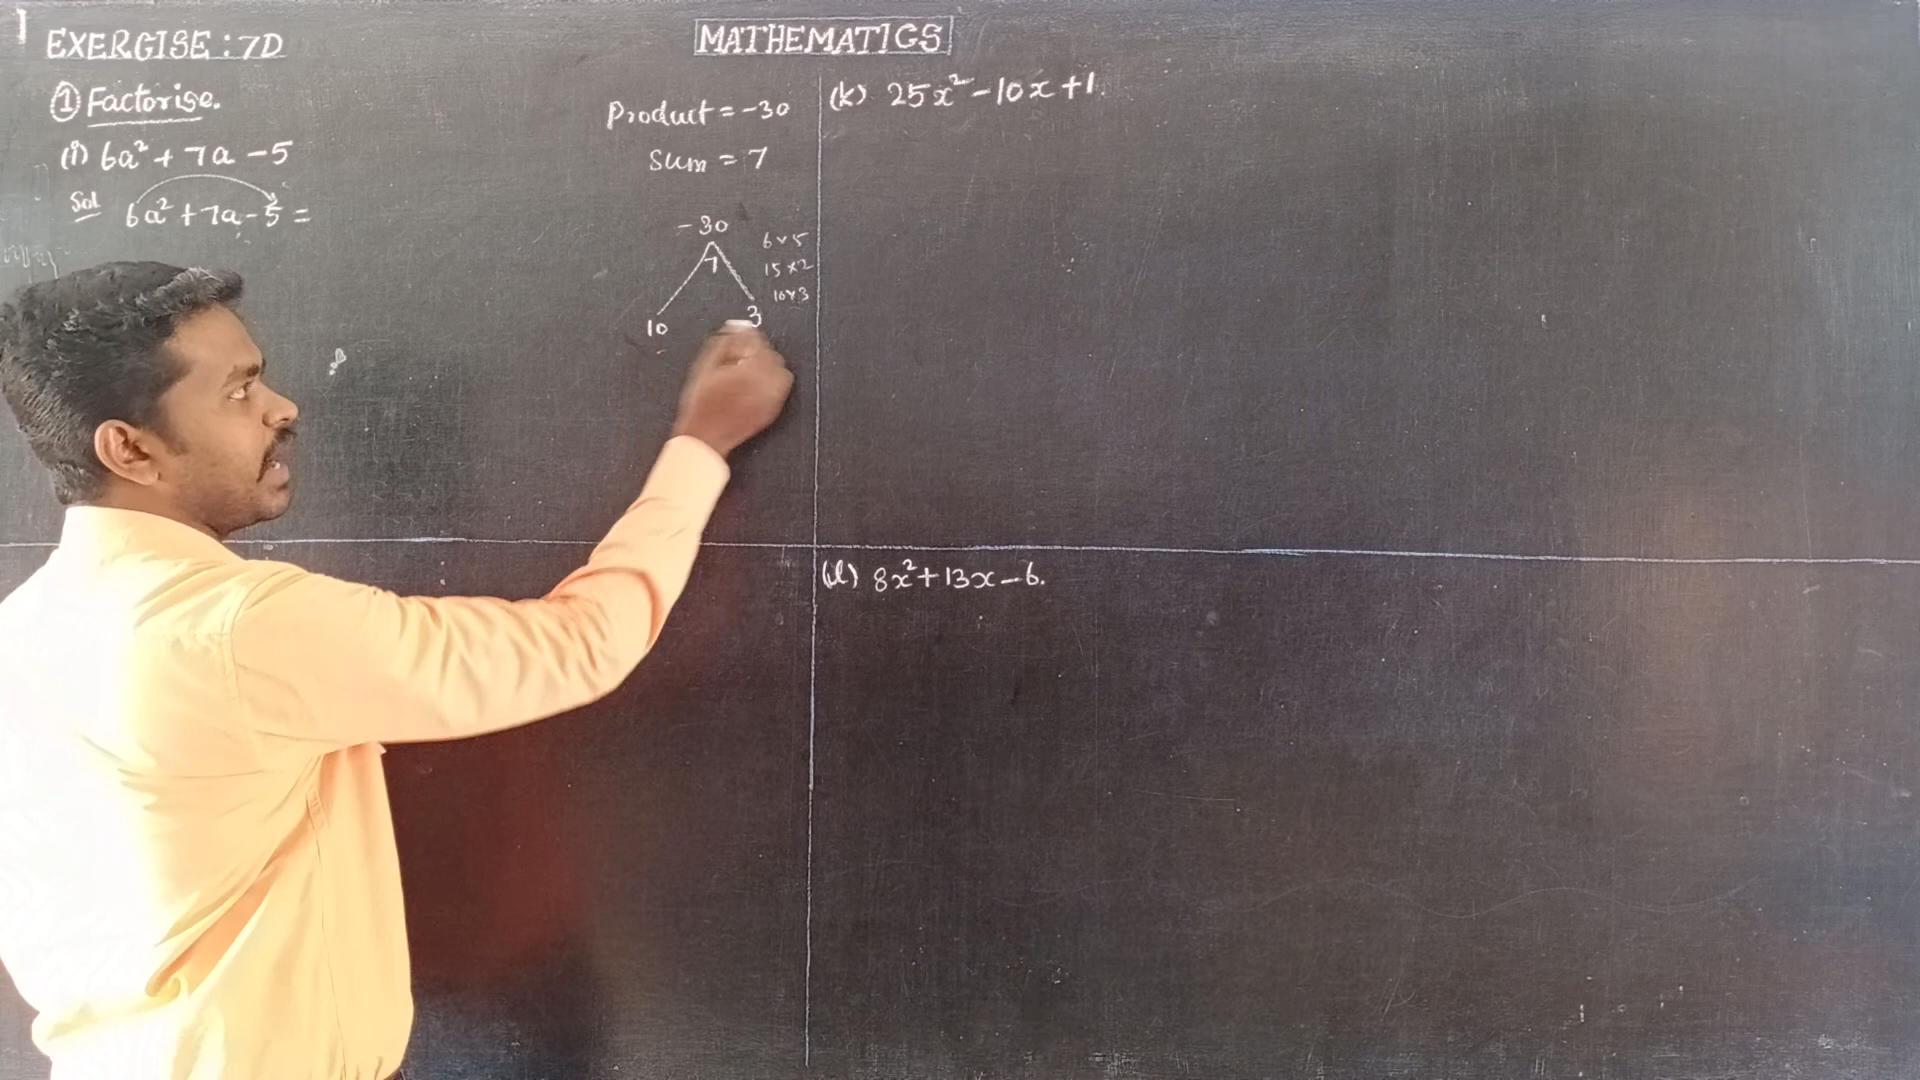 MATHEMATICS
EXERCISE : 7D
① Factorise.
(i) 6a² + 7a - 5
Sol 6a² + 7a - 5 =
Product = -30
Sum = 7
-30
7
10 3
6×5
15×2
10×3
(k) 25x² - 10x + 1.
(l) 8x² + 13x - 6.